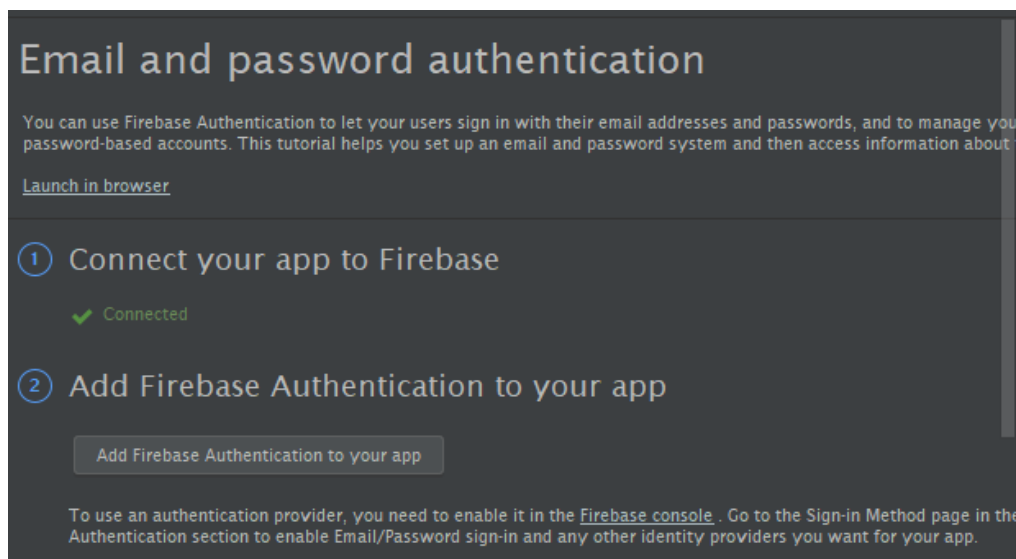 Email and password authentication
You can use Firebase Authentication to let your users sign in with their email addresses and passwords, and to manage you
password-based accounts. This tutorial helps you set up an email and password system and then access information about
Launch in browser
1 Connect your app to Firebase
Connected
2 Add Firebase Authentication to your app
Add Firebase Authentication to your app
To use an authentication provider, you need to enable it in the Firebase console . Go to the Sign-in Method page in the
Authentication section to enable Email/Password sign-in and any other identity providers you want for your app.